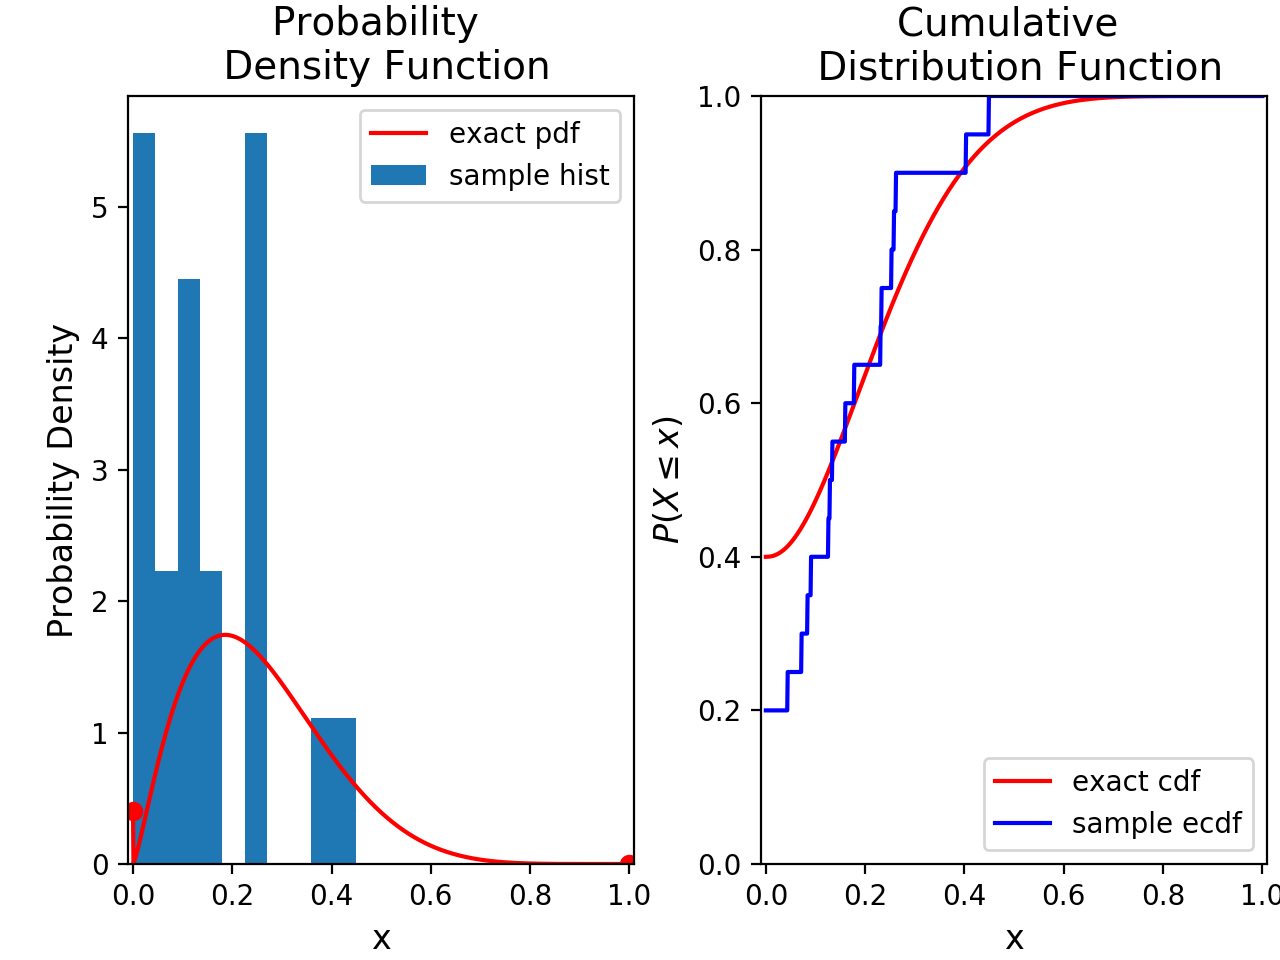 Probability
Density Function
exact pdf
sample hist
Probability Density
5
4
3
2
1
0
0.0 0.2 0.4 0.6 0.8 1.0
x
Cumulative
Distribution Function
P(X ≤ x)
1.0
0.8
0.6
0.4
0.2
0.0
exact cdf
sample ecdf
0.0 0.2 0.4 0.6 0.8 1.0
x